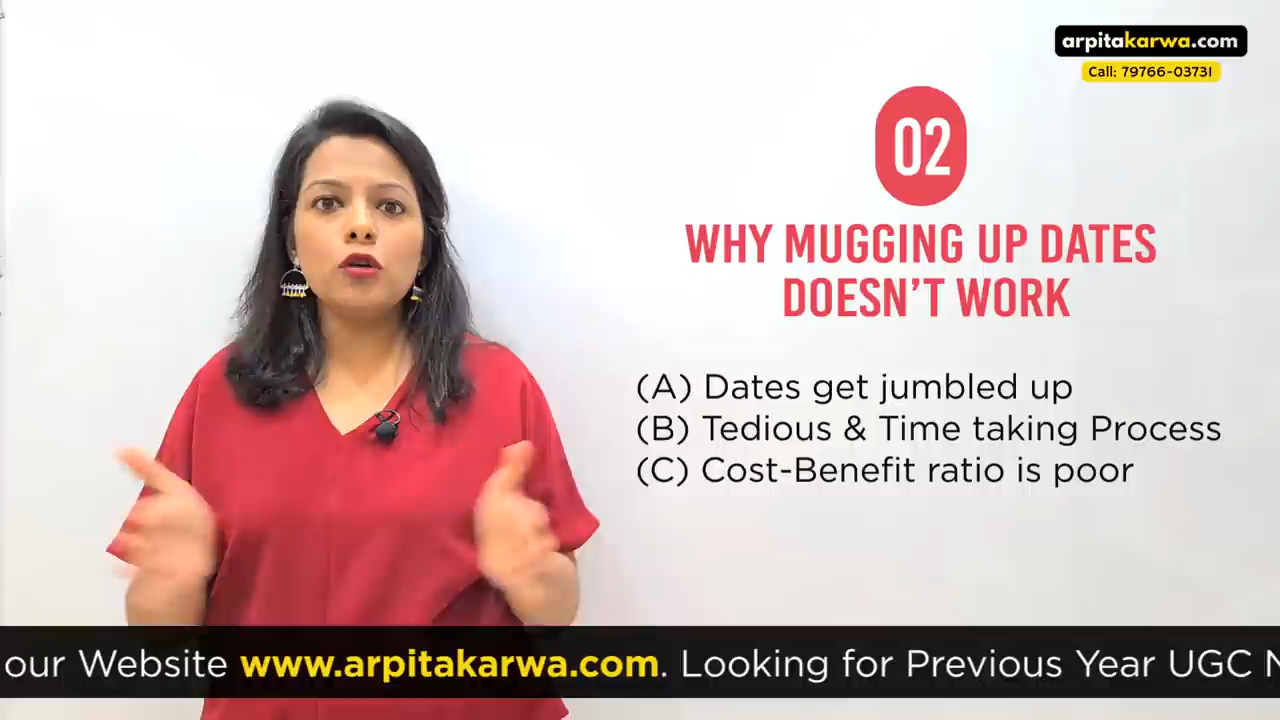 arpitakarwa.com
Call: 79766-03731
02
WHY MUGGING UP DATES
DOESN'T WORK
(A) Dates get jumbled up
(B) Tedious & Time taking Process
(C) Cost-Benefit ratio is poor
our Website www.arpitakarwa.com. Looking for Previous Year UGC N